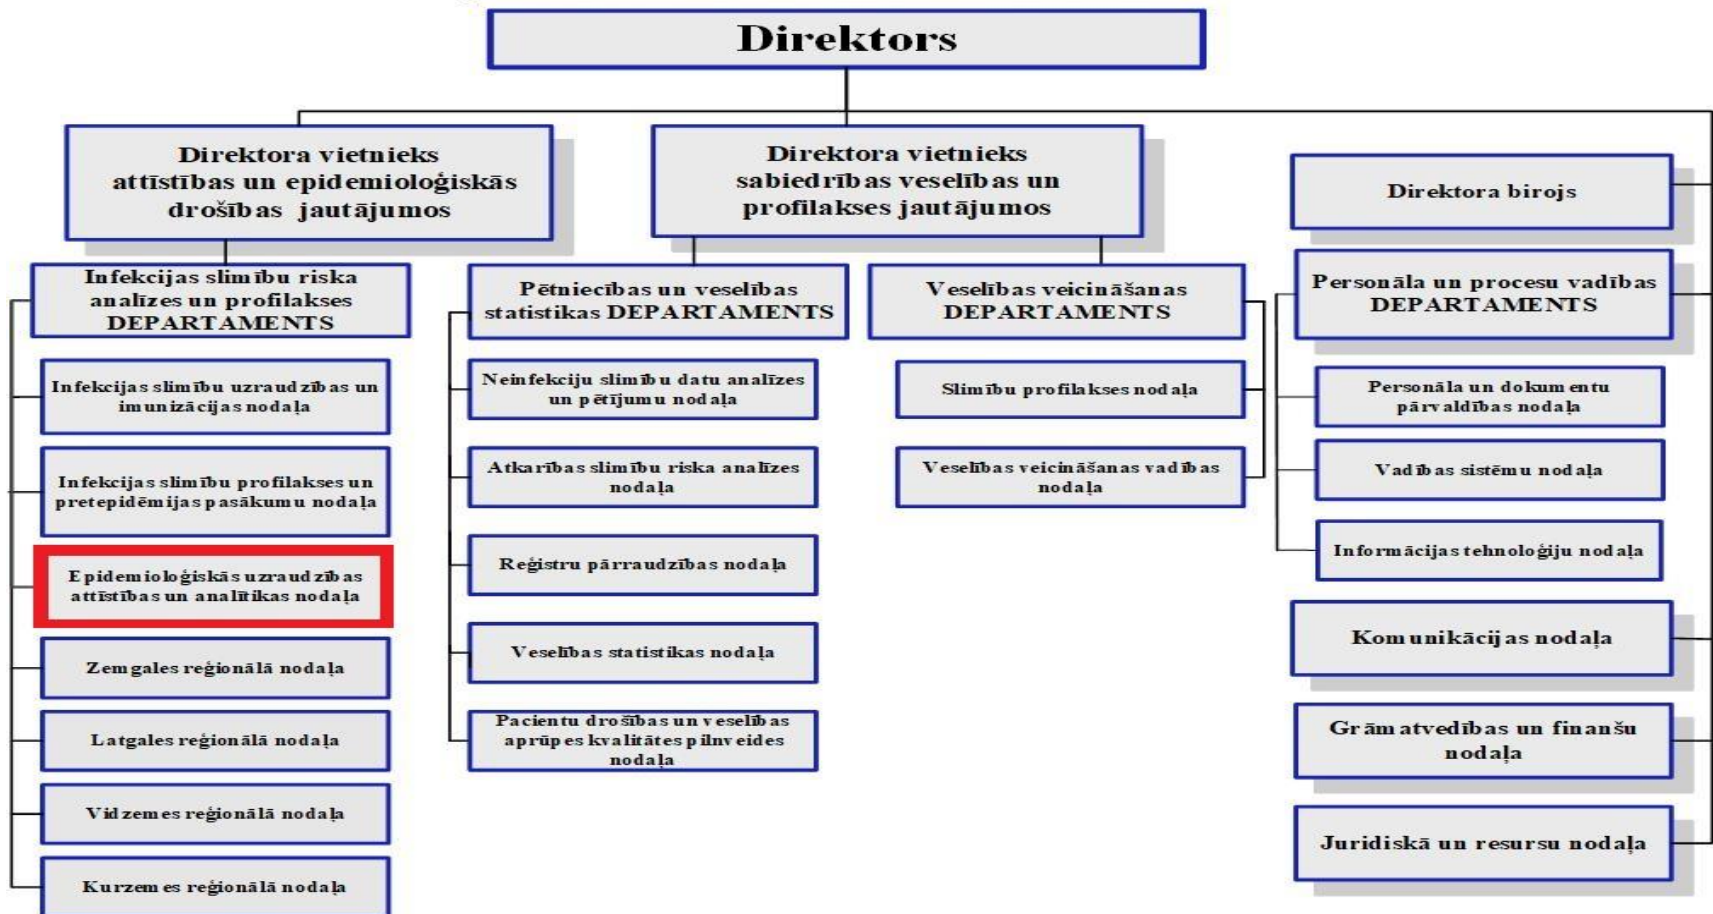 Direktors
Direktora vietnieks
attīstības un epidemioloģiskās
drošības jautājumos
Direktora vietnieks
sabiedrības veselības un
profilakses jautājumos
Direktora birojs
Infekcijas slimību riska
analīzes un profilakses
DEPARTAMENTS
Infekcijas slimību uzraudzības un
imunizācijas nodaļa
Infekcijas slimību profilakses un
pretepidēmijas pasākumu nodaļa
Epidemioloģiskās uzraudzības
attīstības un analītikas nodaļa
Zemgales reģionālā nodaļa
Latgales reģionālā nodaļa
Vidzemes reģionālā nodaļa
Kurzemes reģionālā nodaļa
Pētniecības un veselības
statistikas DEPARTAMENTS
Neinfekciju slimību datu analīzes
un pētījumu nodaļa
Atkarības slimību riska analīzes
nodaļa
Reģistru pārraudzības nodaļa
Veselības statistikas nodaļa
Pacientu drošības un veselības
aprūpes kvalitātes pilnveides
nodaļa
Veselības veicināšanas
DEPARTAMENTS
Slimību profilakses nodaļa
Veselības veicināšanas vadības
nodaļa
Personāla un procesu vadības
DEPARTAMENTS
Personāla un dokumentu
pārvaldības nodaļa
Vadības sistēmu nodaļa
Informācijas tehnoloģiju nodaļa
Komunikācijas nodaļa
Grāmatvedības un finanšu
nodaļa
Juridiskā un resursu nodaļa